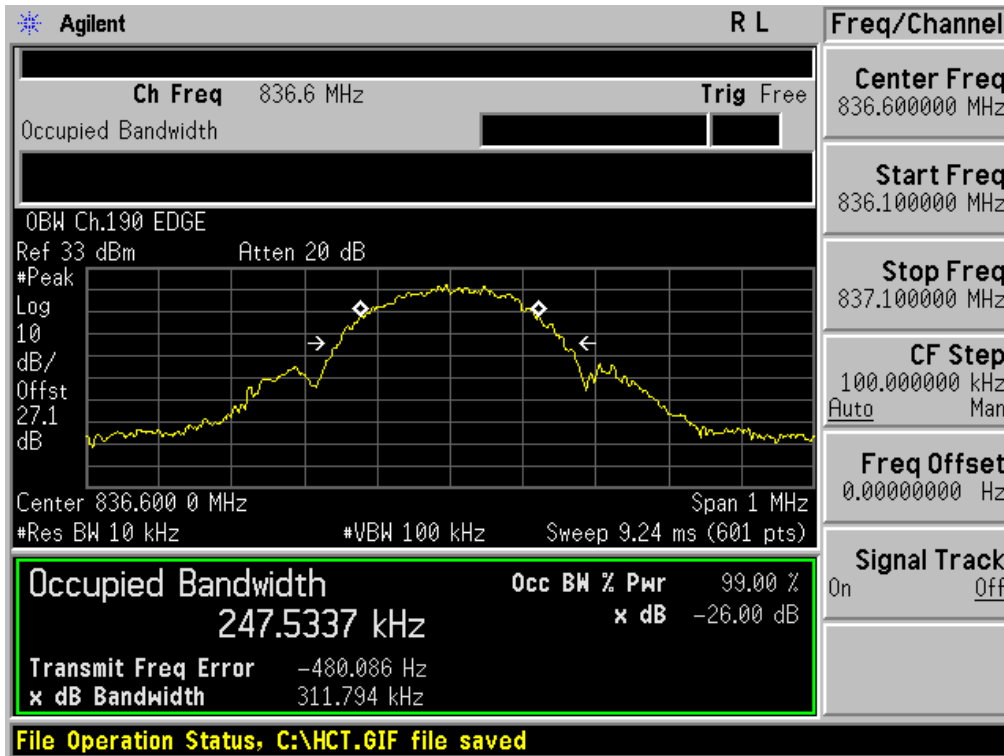 Agilent
R L
Freq/Channel
Ch Freq 836.6 MHz
Trig Free
Occupied Bandwidth
Center Freq
836.600000 MHz
Start Freq
836.100000 MHz
Stop Freq
837.100000 MHz
CF Step
100.000000 kHz
Auto Man
Freq Offset
0.00000000 Hz
Signal Track
On Off
OBW Ch.190 EDGE
Ref 33 dBm
Atten 20 dB
#Peak
Log
10
dB/
Offst
27.1
dB
Center 836.600 0 MHz
Span 1 MHz
#Res BW 10 kHz
#VBW 100 kHz
Sweep 9.24 ms (601 pts)
Occupied Bandwidth
247.5337 kHz
Occ BW % Pwr 99.00 %
x dB -26.00 dB
Transmit Freq Error -480.086 Hz
x dB Bandwidth 311.794 kHz
File Operation Status, C:\HCT.GIF file saved